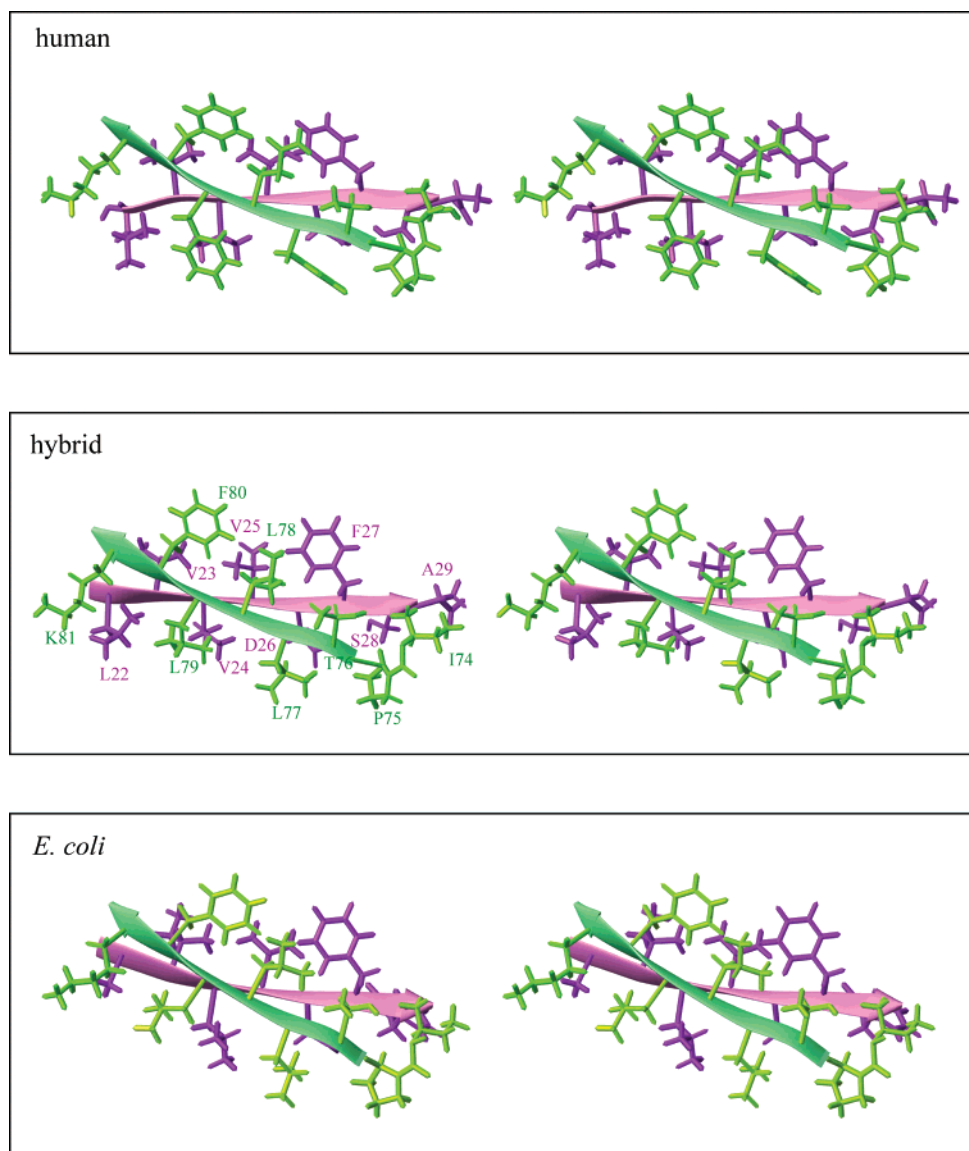 human
hybrid
F80
V25
L78
F27
V23
A29
K81
D26
S28
L22
L79
V24
T76
I74
L77
P75
E. coli